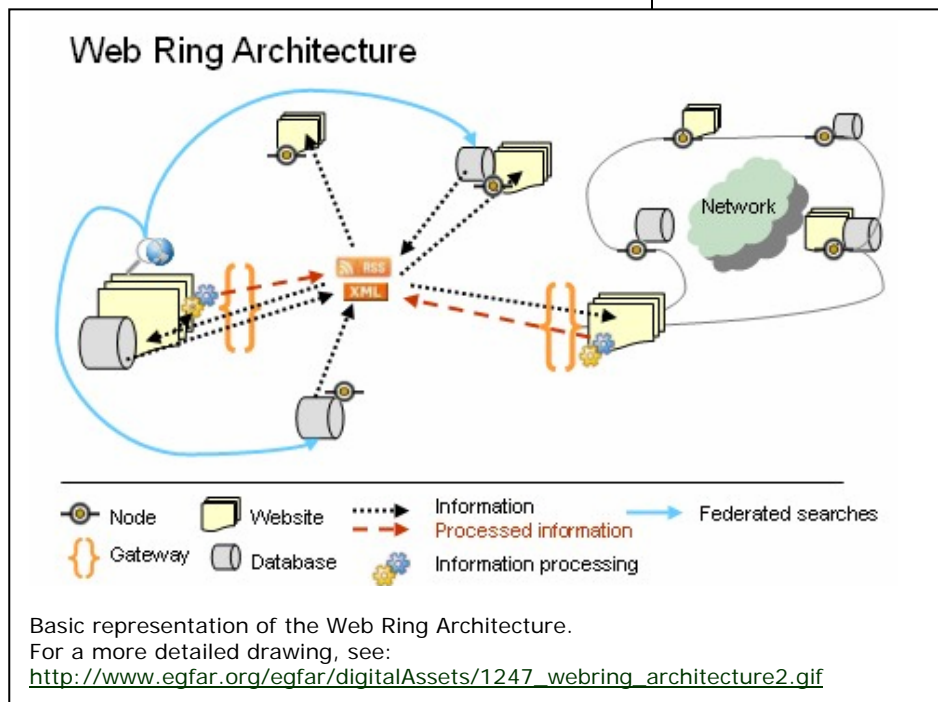 Web Ring Architecture
Network
RSS
XML
Node
Website
Information
Processed information
Federated searches
Gateway
Database
Information processing
Basic representation of the Web Ring Architecture.
For a more detailed drawing, see:
http://www.egfar.org/egfar/digitalAssets/1247_webring_architecture2.gif